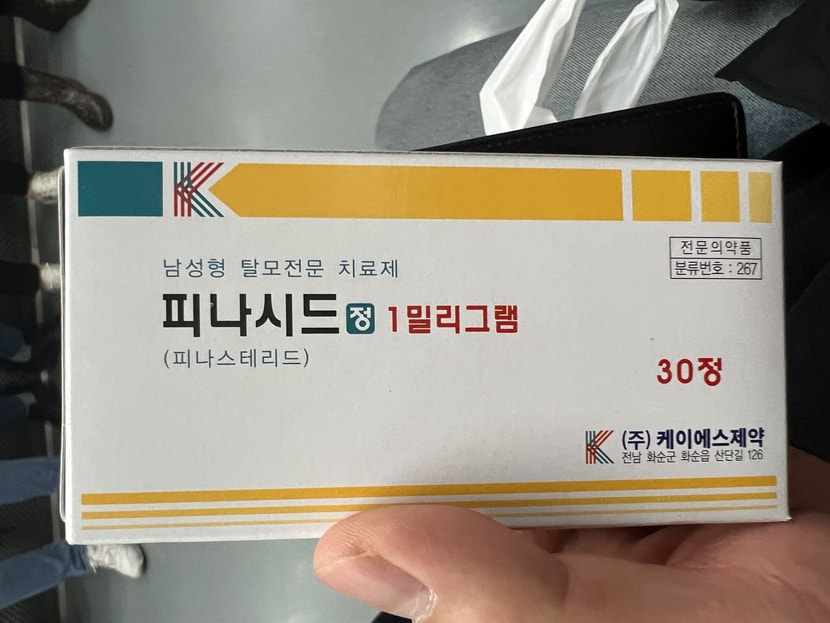 전문의약품
분류번호 : 267
남성형 탈모전문 치료제
피나시드정 1밀리그램
(피나스테리드)
30정
(주) 케이에스제약
전남 화순군 화순읍 산단길 126